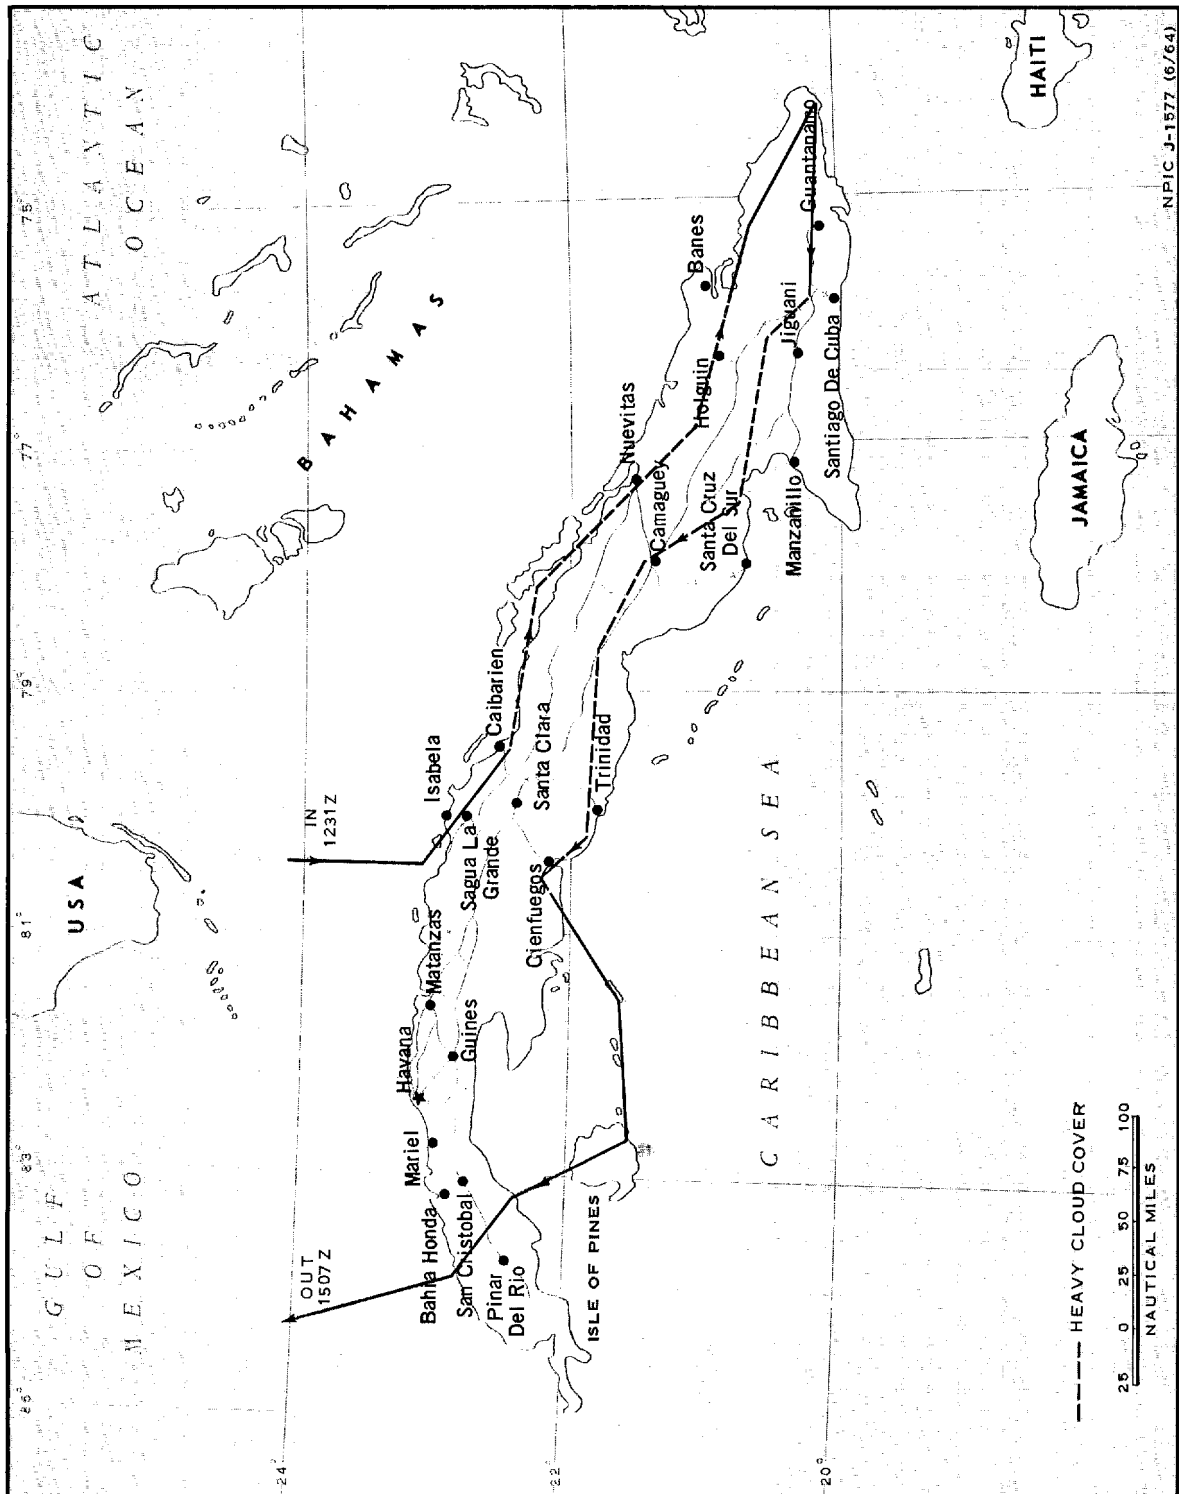 85°
83°
81°
79°
77°
75°
24°
22°
20°
GULF
OF
MEXICO
ATLANTIC
OCEAN
USA
BAHAMAS
OUT
1507 Z
IN
1231 Z
Havana
Mariel
Bahia Honda
San Cristobal
Pinar
Del Rio
Guines
Matanzas
Isabela
Sagua La
Grande
Caibarien
Santa Clara
Cienfuegos
Trinidad
Nuevitas
Camaguey
Santa Cruz
Del Sur
Holguin
Banes
Manzanillo
Jiguani
Santiago De Cuba
Guantanamo
ISLE OF PINES
CARIBBEAN SEA
JAMAICA
HAITI
HEAVY CLOUD COVER
25 0 25 50 75 100
NAUTICAL MILES
NPIC J-1577 (6/64)